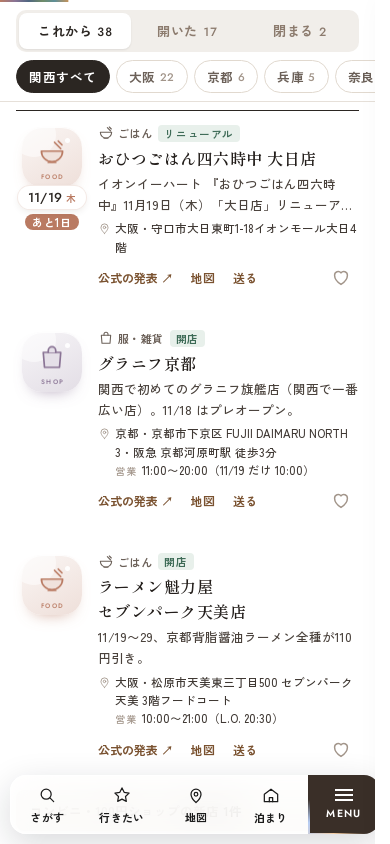 これから 38
開いた 17
閉まる 2
関西すべて
大阪 22
京都 6
兵庫 5
奈良
ごはん リニューアル
FOOD
11/19 木
あと1日
おひつごはん四六時中 大日店
イオンイーハート 『おひつごはん四六時
中』11月19日（木）「大日店」リニューア…
大阪・守口市大日東町1-18イオンモール大日4
階
公式の発表 ↗ 地図 送る
服・雑貨 開店
SHOP
グラニフ京都
関西で初めてのグラニフ旗艦店（関西で一番
広い店）。11/18 はプレオープン。
京都・京都市下京区 FUJII DAIMARU NORTH
3・阪急 京都河原町駅 徒歩3分
営業 11:00〜20:00（11/19 だけ 10:00）
公式の発表 ↗ 地図 送る
ごはん 開店
FOOD
ラーメン魁力屋
セブンパーク天美店
11/19〜29、京都背脂醤油ラーメン全種が110
円引き。
大阪・松原市天美東三丁目500 セブンパーク
天美 3階フードコート
営業 10:00〜21:00（L.O. 20:30）
公式の発表 ↗ 地図 送る
さがす
行きたい
地図
泊まり
MENU